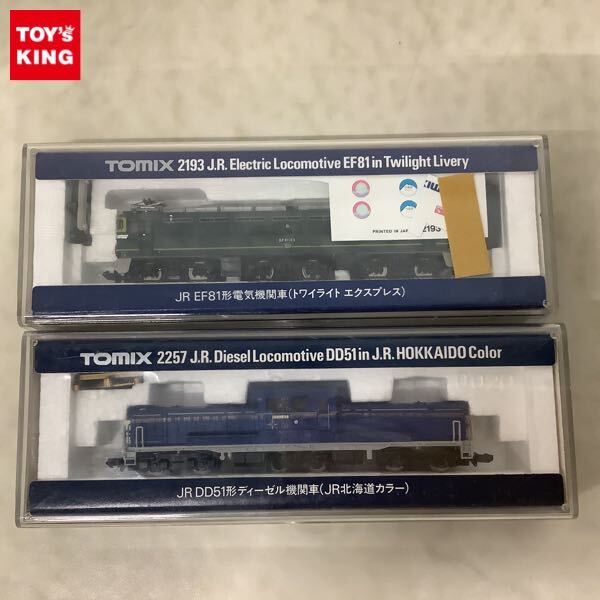 TOY's
KING
TOMIX 2193 J.R. Electric Locomotive EF81 in Twilight Livery
PRINTED IN JAP
2193
JR EF81形電気機関車(トワイライト エクスプレス)
TOMIX 2257 J.R. Diesel Locomotive DD51 in J.R. HOKKAIDO Color
JR DD51形ディーゼル機関車(JR北海道カラー)